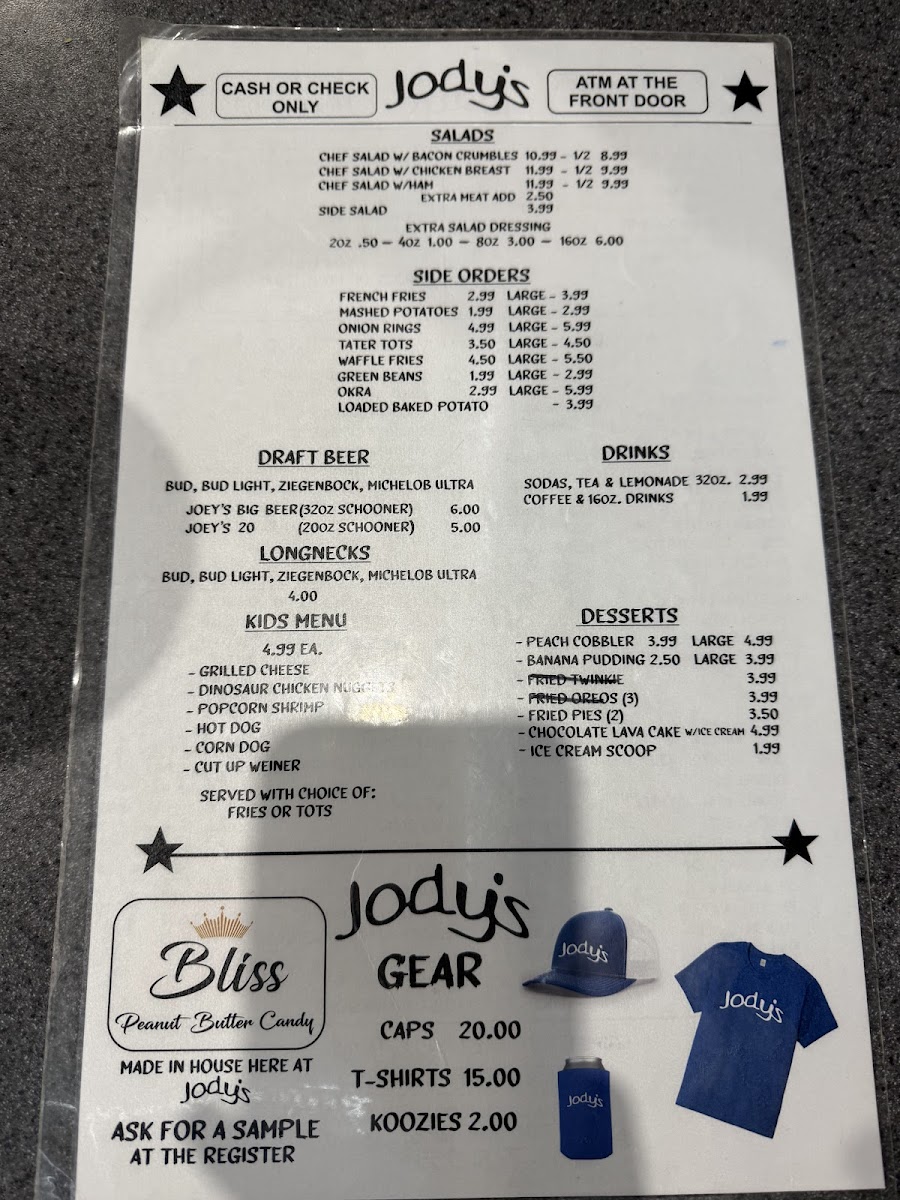 CASH OR CHECK
ONLY
Jody's
ATM AT THE
FRONT DOOR
SALADS
CHEF SALAD W/ BACON CRUMBLES 10.99 - 1/2 8.99
CHEF SALAD W/ CHICKEN BREAST 11.99 - 1/2 9.99
CHEF SALAD W/HAM 11.99 - 1/2 9.99
EXTRA MEAT ADD 2.50
SIDE SALAD 3.99
EXTRA SALAD DRESSING
2OZ .50 - 4OZ 1.00 - 8OZ 3.00 - 16OZ 6.00
SIDE ORDERS
FRENCH FRIES 2.99 LARGE - 3.99
MASHED POTATOES 1.99 LARGE - 2.99
ONION RINGS 4.99 LARGE - 5.99
TATER TOTS 3.50 LARGE - 4.50
WAFFLE FRIES 4.50 LARGE - 5.50
GREEN BEANS 1.99 LARGE - 2.99
OKRA 2.99 LARGE - 5.99
LOADED BAKED POTATO - 3.99
DRAFT BEER
BUD, BUD LIGHT, ZIEGENBOCK, MICHELOB ULTRA
JOEY'S BIG BEER (32OZ SCHOONER) 6.00
JOEY'S 20 (20OZ SCHOONER) 5.00
LONGNECKS
BUD, BUD LIGHT, ZIEGENBOCK, MICHELOB ULTRA
4.00
DRINKS
SODAS, TEA & LEMONADE 32OZ. 2.99
COFFEE & 16OZ. DRINKS 1.99
KIDS MENU
4.99 EA.
- GRILLED CHEESE
- DINOSAUR CHICKEN NUGGETS
- POPCORN SHRIMP
- HOT DOG
- CORN DOG
- CUT UP WEINER
SERVED WITH CHOICE OF:
FRIES OR TOTS
DESSERTS
- PEACH COBBLER 3.99 LARGE 4.99
- BANANA PUDDING 2.50 LARGE 3.99
- FRIED TWINKIE 3.99
- FRIED OREOS (3) 3.99
- FRIED PIES (2) 3.50
- CHOCOLATE LAVA CAKE W/ICE CREAM 4.99
- ICE CREAM SCOOP 1.99
Bliss
Peanut Butter Candy
MADE IN HOUSE HERE AT
Jody's
ASK FOR A SAMPLE
AT THE REGISTER
Jody's
GEAR
CAPS 20.00
T-SHIRTS 15.00
KOOZIES 2.00
Jody's
Jody's
Jody's